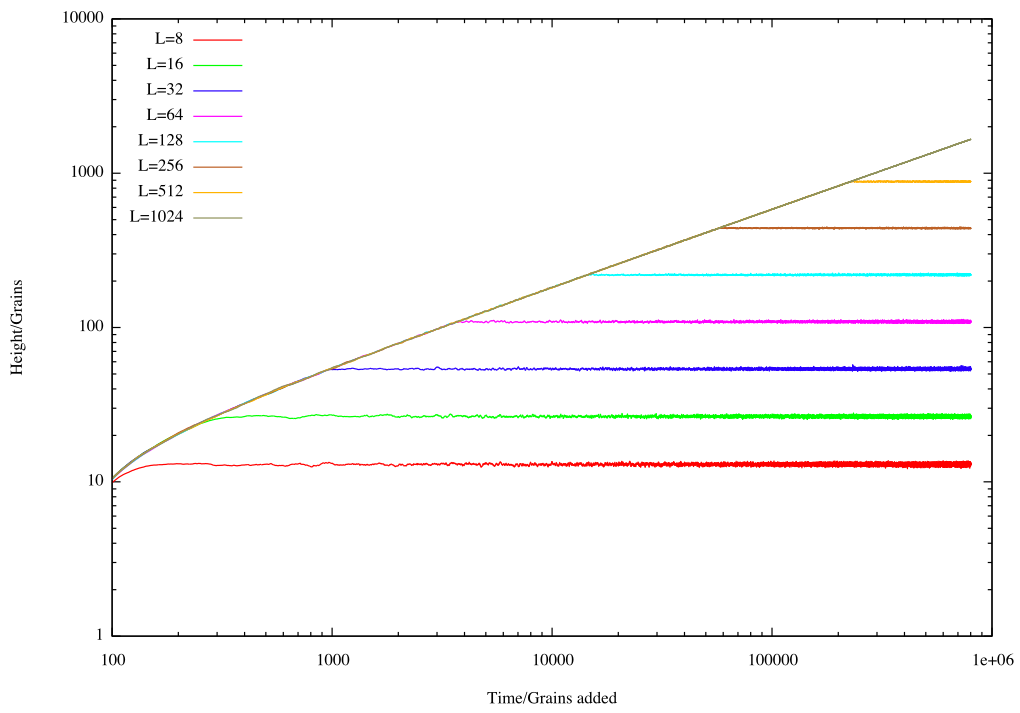 10000
1000
100
10
1
Height/Grains
L=8
L=16
L=32
L=64
L=128
L=256
L=512
L=1024
100 1000 10000 100000 1e+06
Time/Grains added